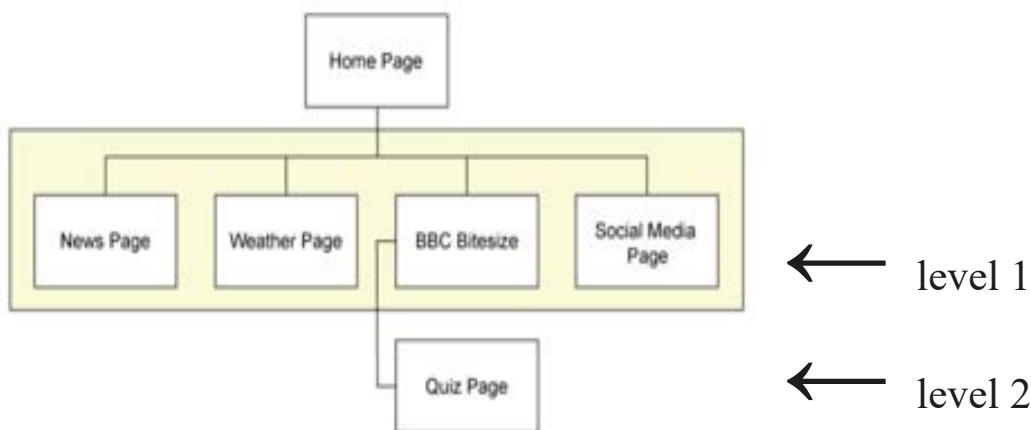 Home Page
News Page
Weather Page
BBC Bitesize
Social Media
Page
level 1
Quiz Page
level 2